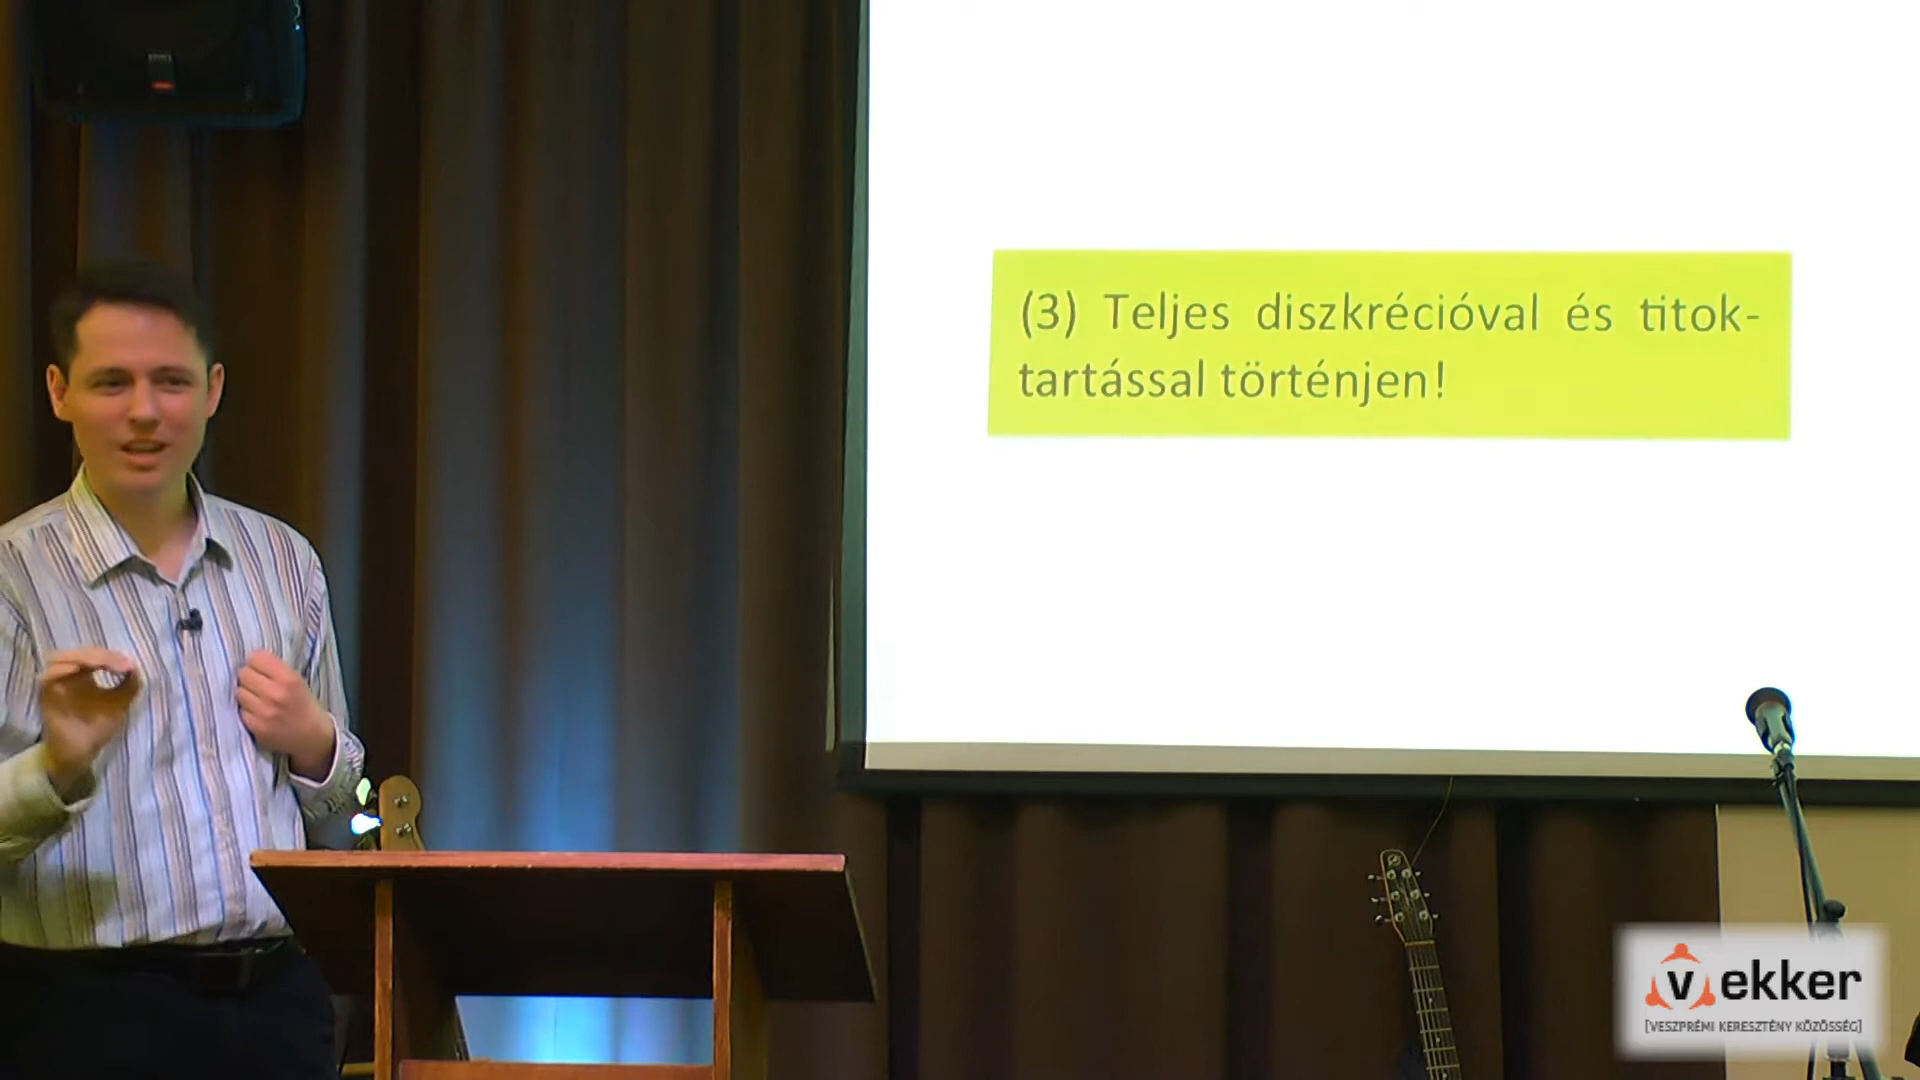 (3) Teljes diszkrécióval és titok-
tartással történjen!
vekker
[VESZPRÉMI KERESZTÉNY KÖZÖSSÉG]